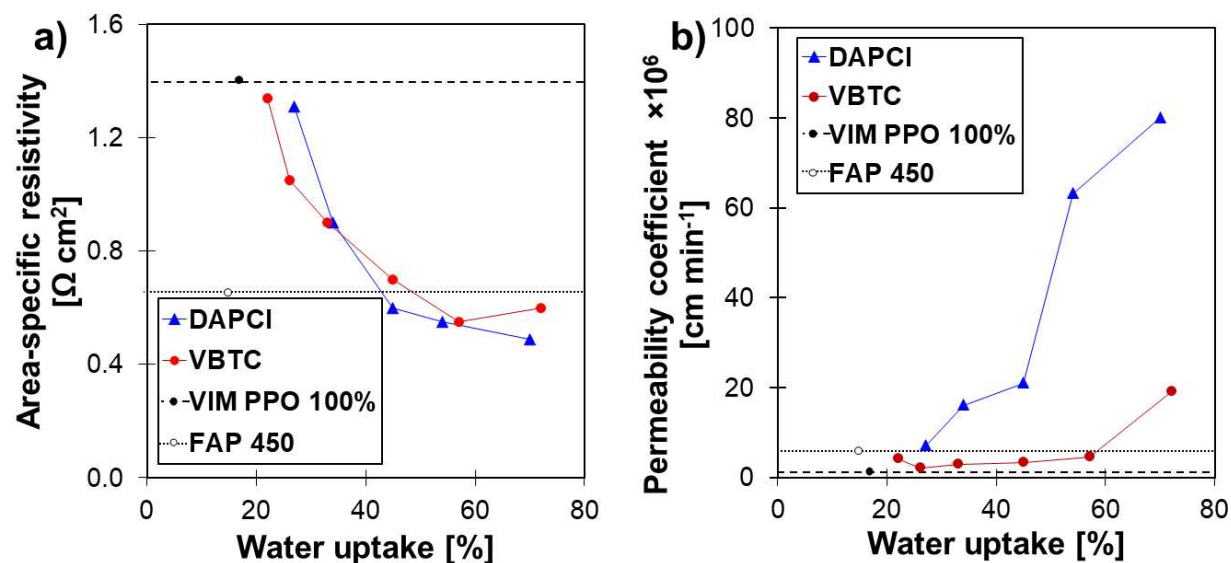 a)
Area-specific resistivity
[Ω cm²]
1.6
1.2
0.8
0.4
0.0
DAPCI
VBTC
VIM PPO 100%
FAP 450
0 20 40 60 80
Water uptake [%]
b)
Permeability coefficient ×10⁶
[cm min⁻¹]
100
80
60
40
20
0
DAPCI
VBTC
VIM PPO 100%
FAP 450
0 20 40 60 80
Water uptake [%]